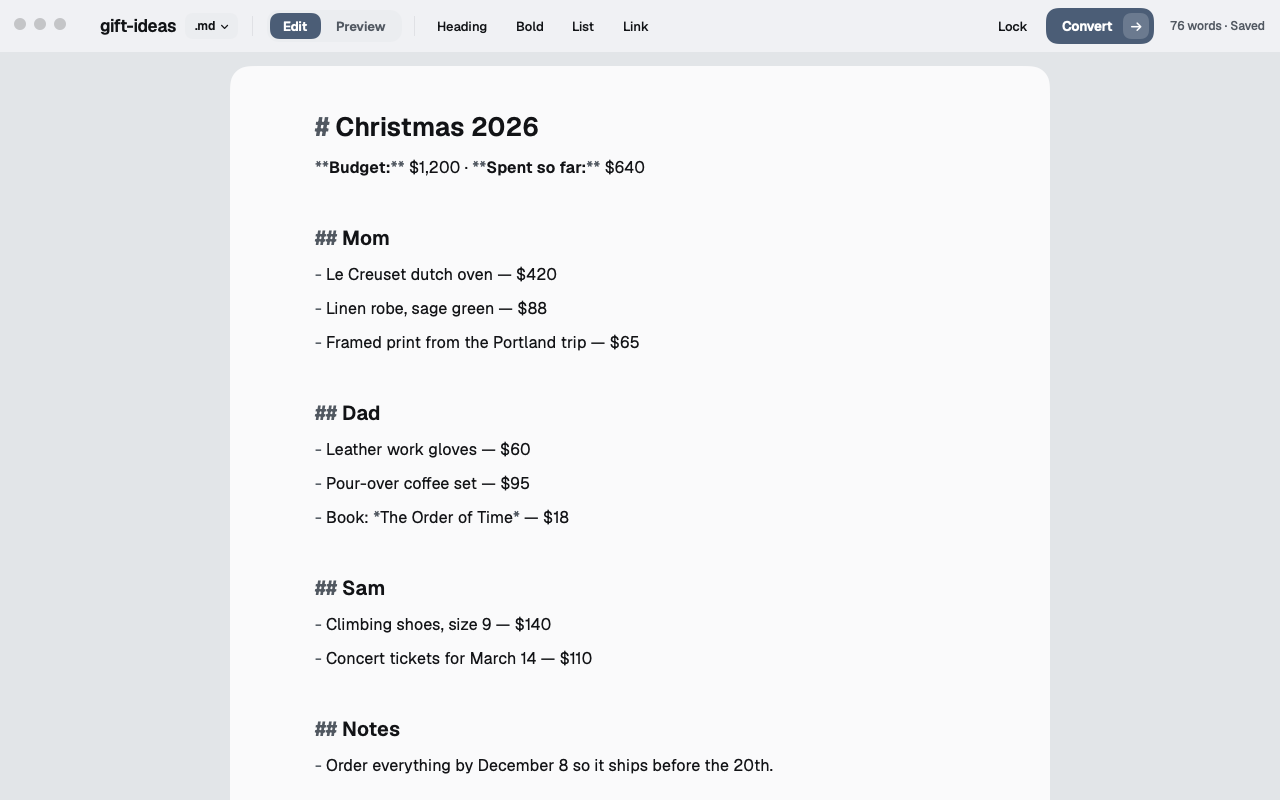 gift-ideas .md Edit Preview Heading Bold List Link Lock Convert → 76 words · Saved
# Christmas 2026
**Budget:** $1,200 · **Spent so far:** $640
## Mom
- Le Creuset dutch oven — $420
- Linen robe, sage green — $88
- Framed print from the Portland trip — $65
## Dad
- Leather work gloves — $60
- Pour-over coffee set — $95
- Book: *The Order of Time* — $18
## Sam
- Climbing shoes, size 9 — $140
- Concert tickets for March 14 — $110
## Notes
- Order everything by December 8 so it ships before the 20th.